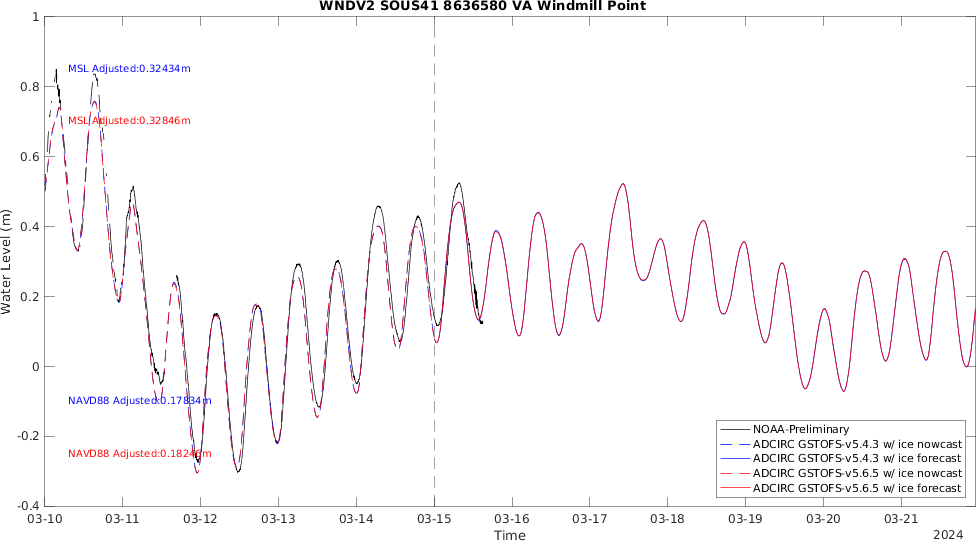 WNDV2 SOUS41 8636580 VA Windmill Point
Water Level (m)
1
0.8
0.6
0.4
0.2
0
-0.2
-0.4
MSL Adjusted:0.32434m
MSL Adjusted:0.32846m
NAVD88 Adjusted:0.17834m
NAVD88 Adjusted:0.18246m
NOAA-Preliminary
ADCIRC GSTOFS-v5.4.3 w/ ice nowcast
ADCIRC GSTOFS-v5.4.3 w/ ice forecast
ADCIRC GSTOFS-v5.6.5 w/ ice nowcast
ADCIRC GSTOFS-v5.6.5 w/ ice forecast
03-10 03-11 03-12 03-13 03-14 03-15 03-16 03-17 03-18 03-19 03-20 03-21
Time
2024